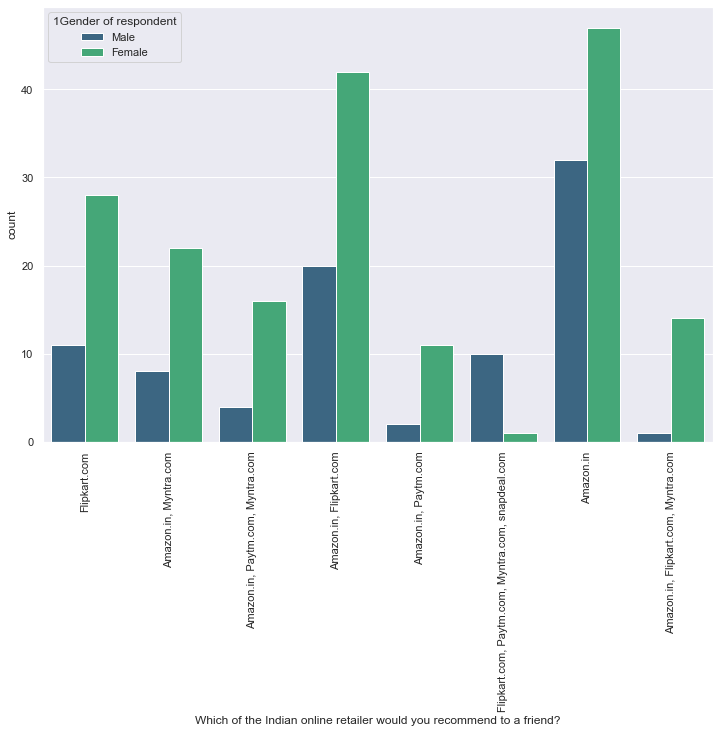 1Gender of respondent
Male
Female
count
40
30
20
10
0
Flipkart.com
Amazon.in, Myntra.com
Amazon.in, Paytm.com, Myntra.com
Amazon.in, Flipkart.com
Amazon.in, Paytm.com
Flipkart.com, Paytm.com, Myntra.com, snapdeal.com
Amazon.in
Amazon.in, Flipkart.com, Myntra.com
Which of the Indian online retailer would you recommend to a friend?